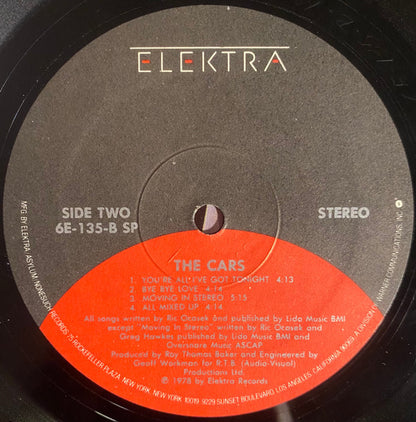 ELEKTRA
SIDE TWO
6E-135-B SP
STEREO
THE CARS
1. YOU'RE ALL I'VE GOT TONIGHT 4:13
2. BYE BYE LOVE 4:14
3. MOVING IN STEREO 5:15
4. ALL MIXED UP 4:14
All songs written by Ric Ocasek and published by Lido Music BMI
except "Moving In Stereo" written by Ric Ocasek and
Greg Hawkes published by Lido Music BMI and
Overshare Music ASCAP
Produced by Roy Thomas Baker and Engineered by
Geoff Workman for R.T.B. (Audio-Visual)
Productions Ltd.
℗ 1978 by Elektra Records
MFG. BY ELEKTRA/ASYLUM/NONESUCH RECORDS, 75 ROCKEFELLER PLAZA, NEW YORK, NEW YORK 10019 · 9229 SUNSET BOULEVARD LOS ANGELES, CALIFORNIA 90069 A DIVISION OF WARNER COMMUNICATIONS, INC.